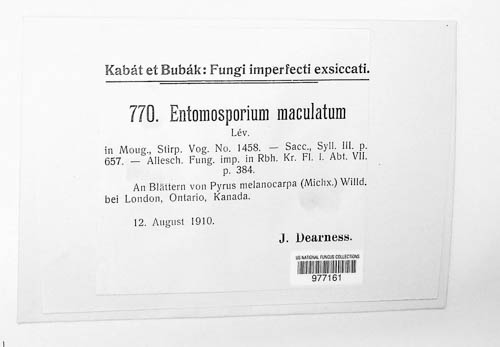 Kabát et Bubák: Fungi imperfecti exsiccati.
770. Entomosporium maculatum
Lév.
in Moug., Stirp. Vog. No. 1458. — Sacc., Syll. III. p.
657. — Allesch. Fung. imp. in Rbh. Kr. Fl. I. Abt. VII.
p. 384.
An Blättern von Pyrus melanocarpa (Michx.) Willd.
bei London, Ontario, Kanada.
12. August 1910.
J. Dearness.
US NATIONAL FUNGUS COLLECTIONS
977161